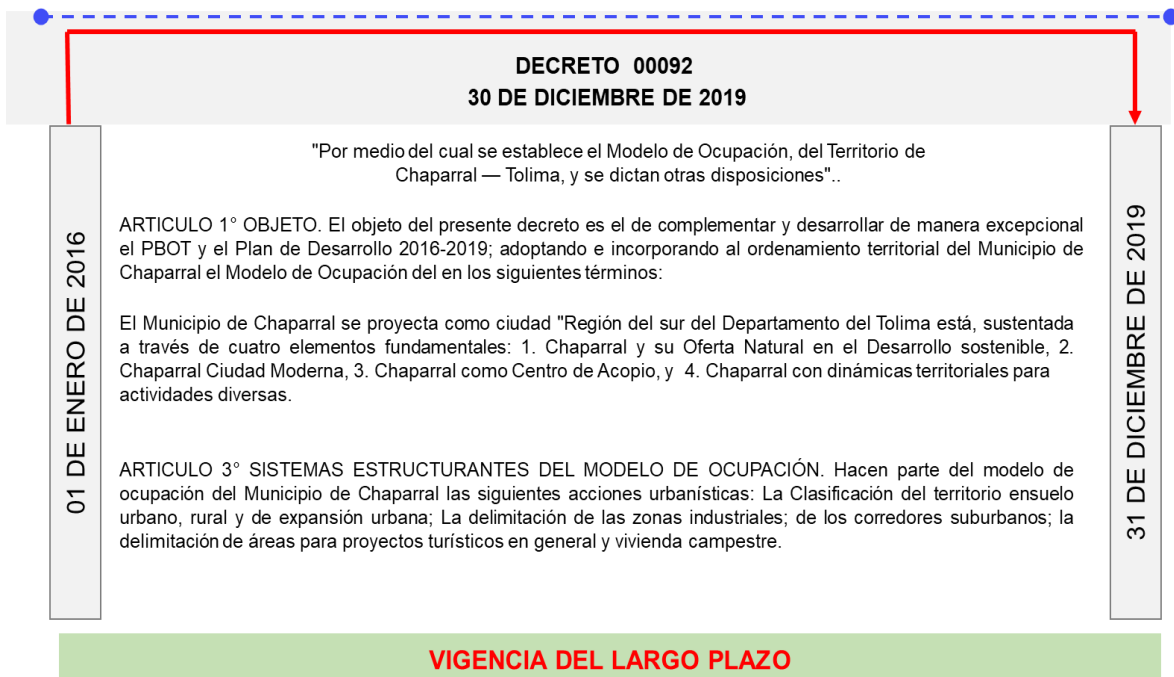 DECRETO 00092
30 DE DICIEMBRE DE 2019
01 DE ENERO DE 2016
"Por medio del cual se establece el Modelo de Ocupación, del Territorio de
Chaparral — Tolima, y se dictan otras disposiciones"..
ARTICULO 1° OBJETO. El objeto del presente decreto es el de complementar y desarrollar de manera excepcional
el PBOT y el Plan de Desarrollo 2016-2019; adoptando e incorporando al ordenamiento territorial del Municipio de
Chaparral el Modelo de Ocupación del en los siguientes términos:
El Municipio de Chaparral se proyecta como ciudad "Región del sur del Departamento del Tolima está, sustentada
a través de cuatro elementos fundamentales: 1. Chaparral y su Oferta Natural en el Desarrollo sostenible, 2.
Chaparral Ciudad Moderna, 3. Chaparral como Centro de Acopio, y 4. Chaparral con dinámicas territoriales para
actividades diversas.
ARTICULO 3° SISTEMAS ESTRUCTURANTES DEL MODELO DE OCUPACIÓN. Hacen parte del modelo de
ocupación del Municipio de Chaparral las siguientes acciones urbanísticas: La Clasificación del territorio ensuelo
urbano, rural y de expansión urbana; La delimitación de las zonas industriales; de los corredores suburbanos; la
delimitación de áreas para proyectos turísticos en general y vivienda campestre.
31 DE DICIEMBRE DE 2019
VIGENCIA DEL LARGO PLAZO